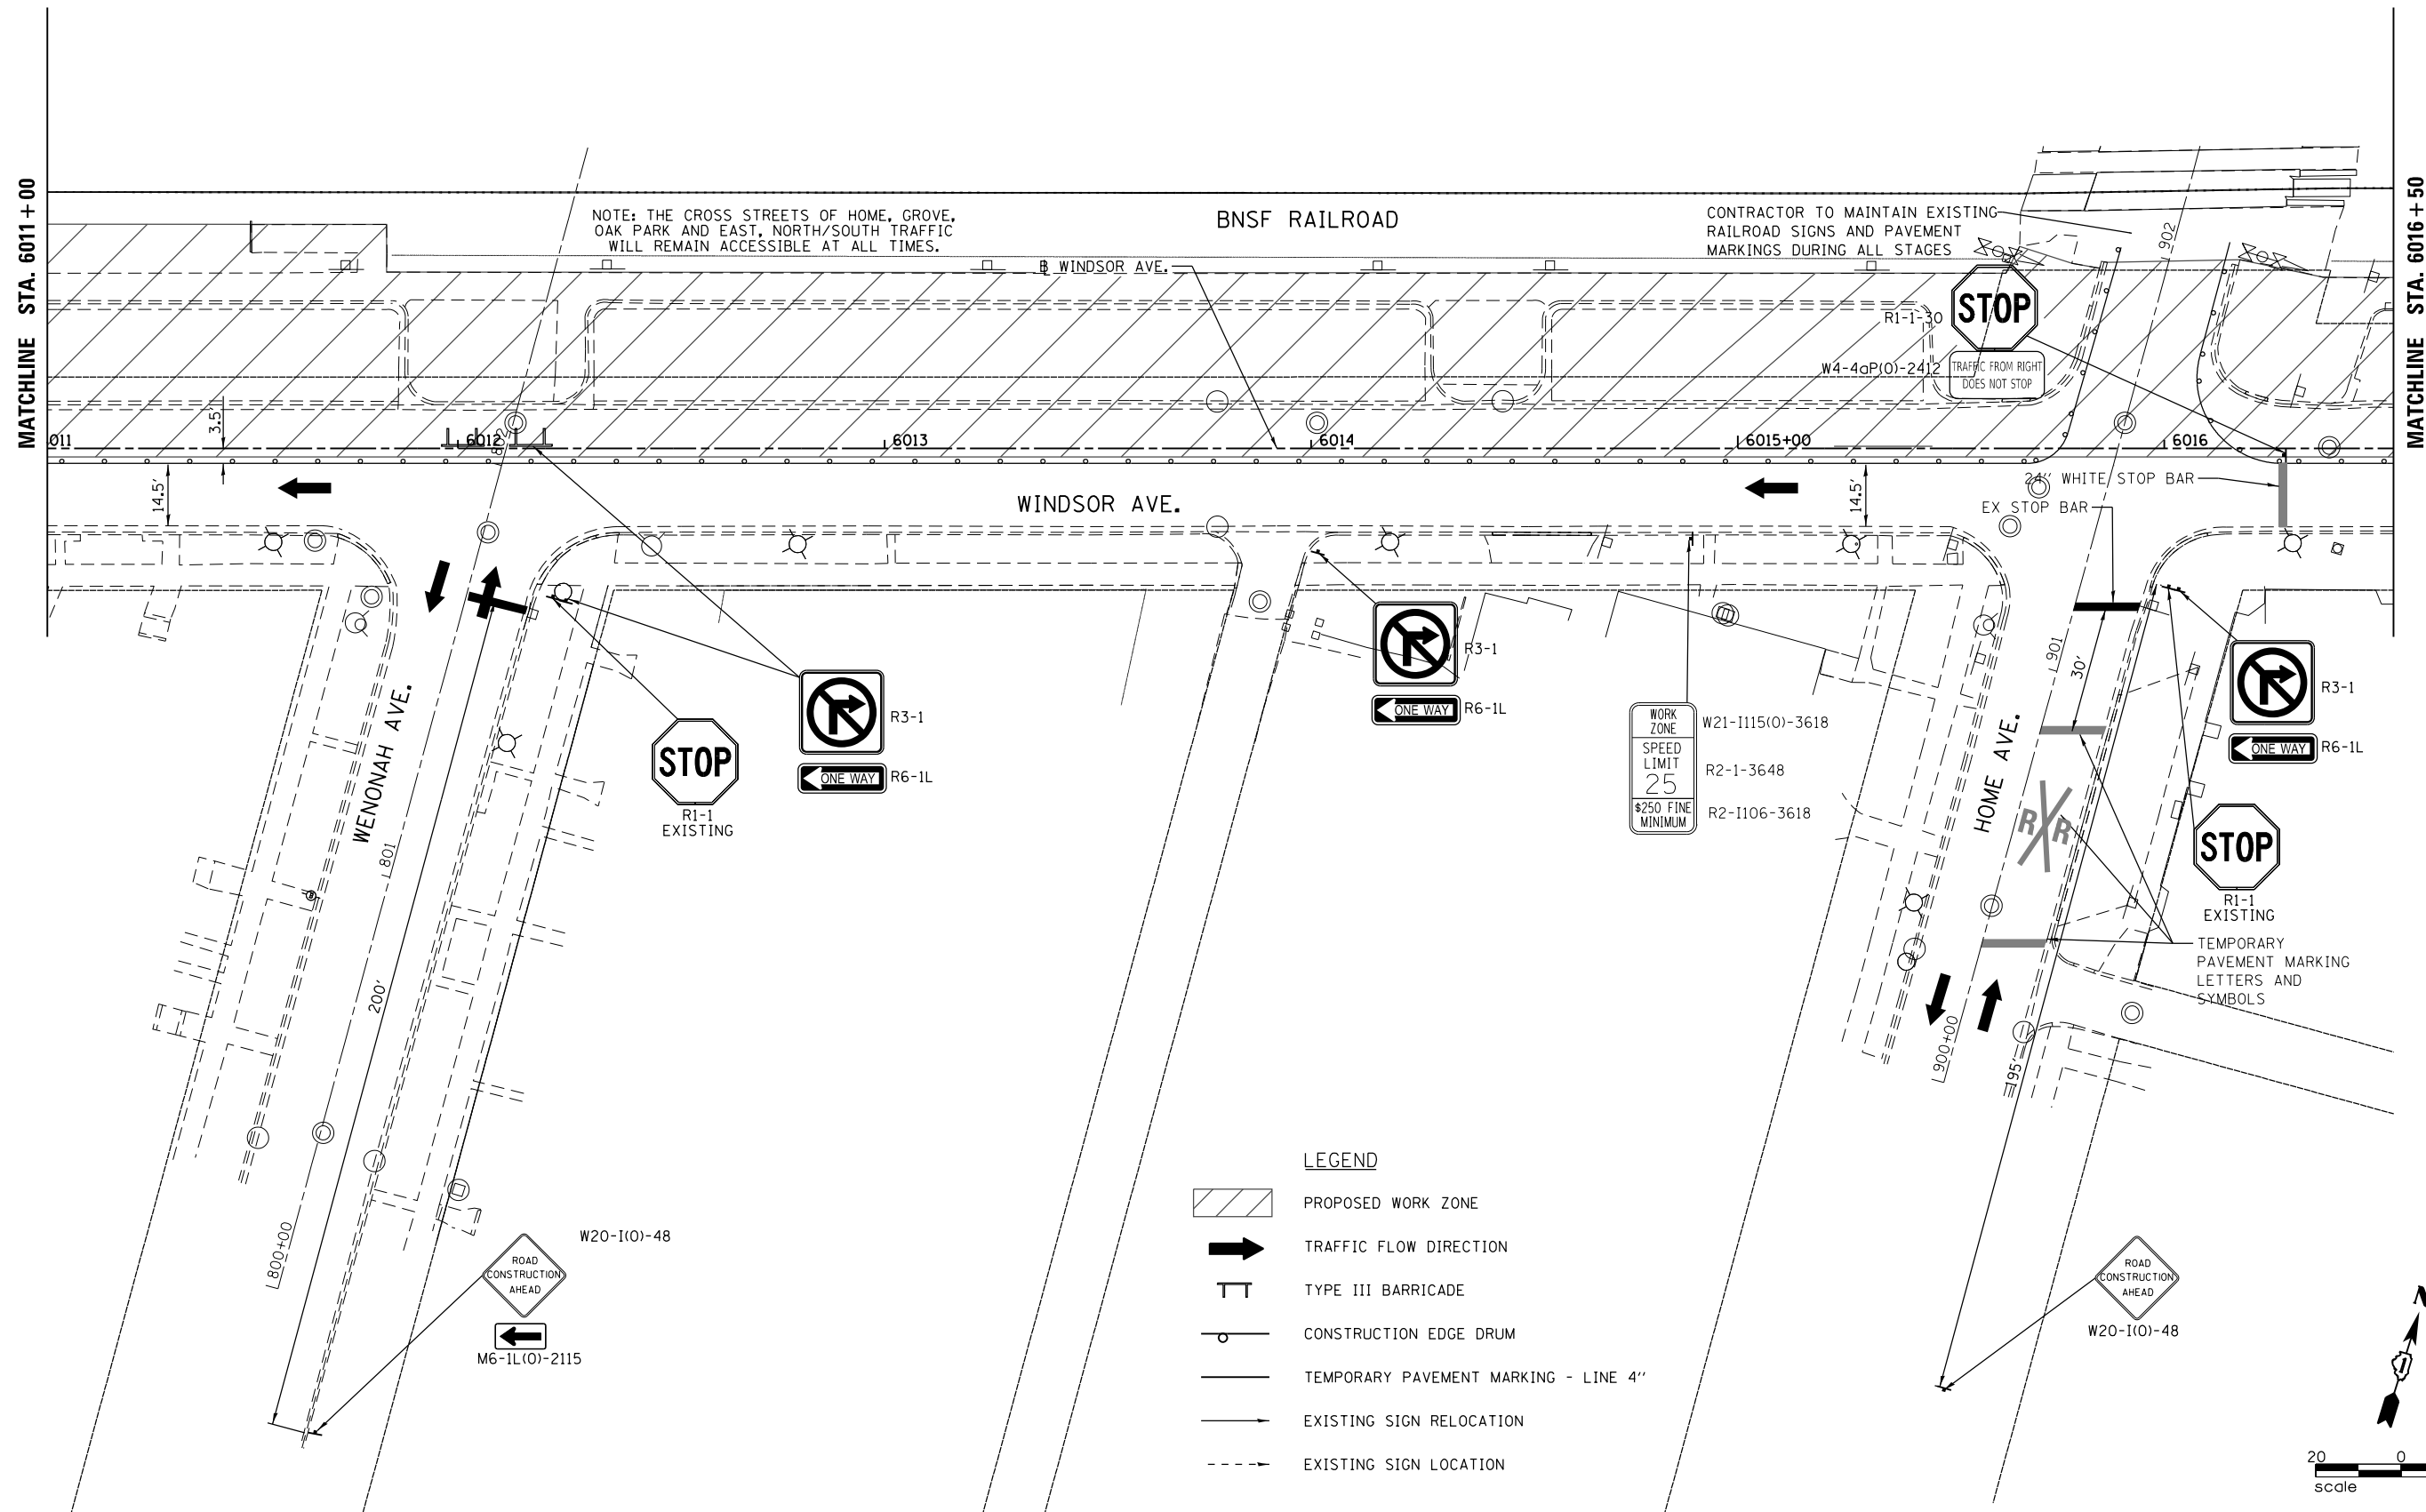 MATCHLINE STA. 6011+00
MATCHLINE STA. 6016+50
NOTE: THE CROSS STREETS OF HOME, GROVE,
OAK PARK AND EAST, NORTH/SOUTH TRAFFIC
WILL REMAIN ACCESSIBLE AT ALL TIMES.
BNSF RAILROAD
CONTRACTOR TO MAINTAIN EXISTING
RAILROAD SIGNS AND PAVEMENT
MARKINGS DURING ALL STAGES
902
WINDSOR AVE.
STOP
R1-1-30
W4-4aP(O)-2412
TRAFFIC FROM RIGHT
DOES NOT STOP
3.5'
011
6012
6013
6014
6015+00
6016
802
14.5'
WINDSOR AVE.
14.5'
24" WHITE STOP BAR
EX STOP BAR
901
30'
R3-1
ONE WAY
R6-1L
R3-1
ONE WAY
R6-1L
R3-1
ONE WAY
R6-1L
STOP
R1-1
EXISTING
WENONAH AVE.
801
200'
800+00
WORK
ZONE
W21-I115(O)-3618
SPEED
LIMIT
25
R2-1-3648
$250 FINE
MINIMUM
R2-I106-3618
HOME AVE.
R R
STOP
R1-1
EXISTING
TEMPORARY
PAVEMENT MARKING
LETTERS AND
SYMBOLS
900+00
195'
W20-I(O)-48
ROAD
CONSTRUCTION
AHEAD
M6-1L(O)-2115
ROAD
CONSTRUCTION
AHEAD
W20-I(O)-48
LEGEND
PROPOSED WORK ZONE
TRAFFIC FLOW DIRECTION
TYPE III BARRICADE
CONSTRUCTION EDGE DRUM
TEMPORARY PAVEMENT MARKING - LINE 4''
EXISTING SIGN RELOCATION
EXISTING SIGN LOCATION
20 0
scale